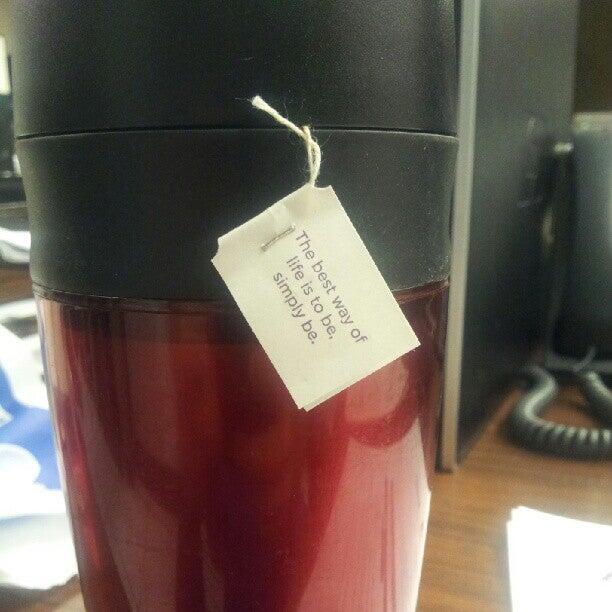 The best way of
life is to be,
simply be.